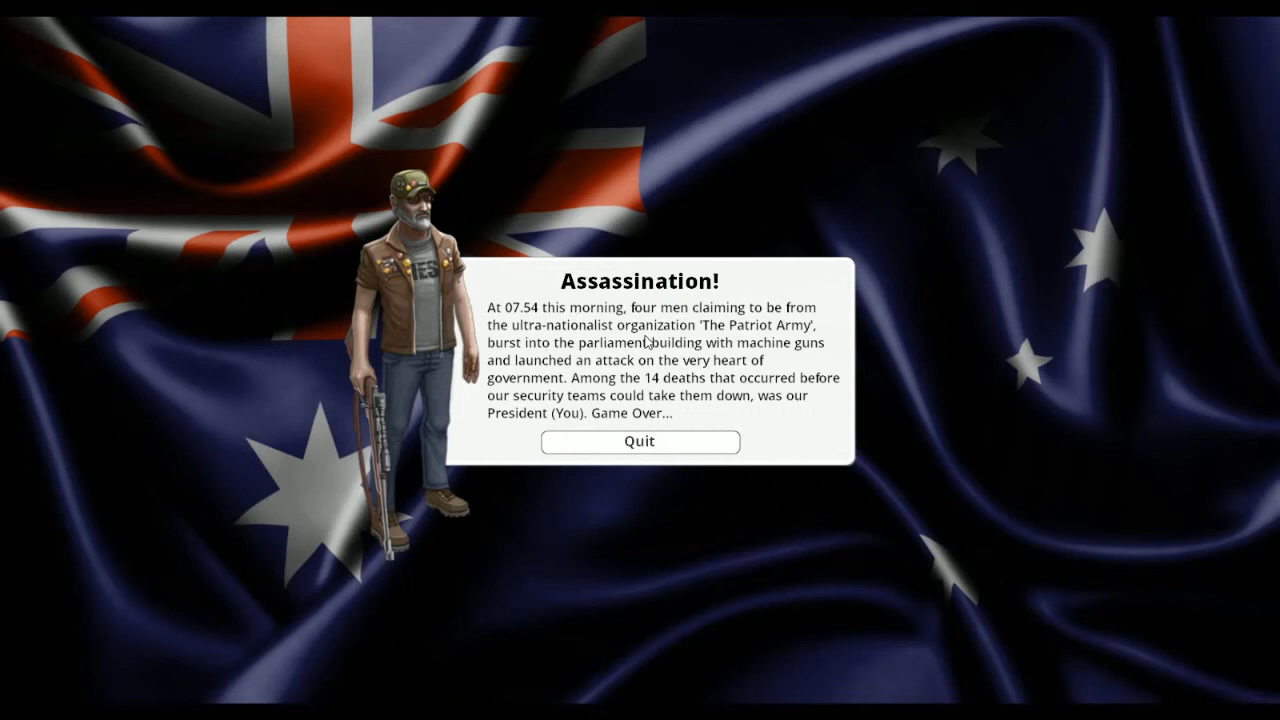 Assassination!
At 07.54 this morning, four men claiming to be from
the ultra-nationalist organization 'The Patriot Army',
burst into the parliament building with machine guns
and launched an attack on the very heart of
government. Among the 14 deaths that occurred before
our security teams could take them down, was our
President (You). Game Over...
Quit